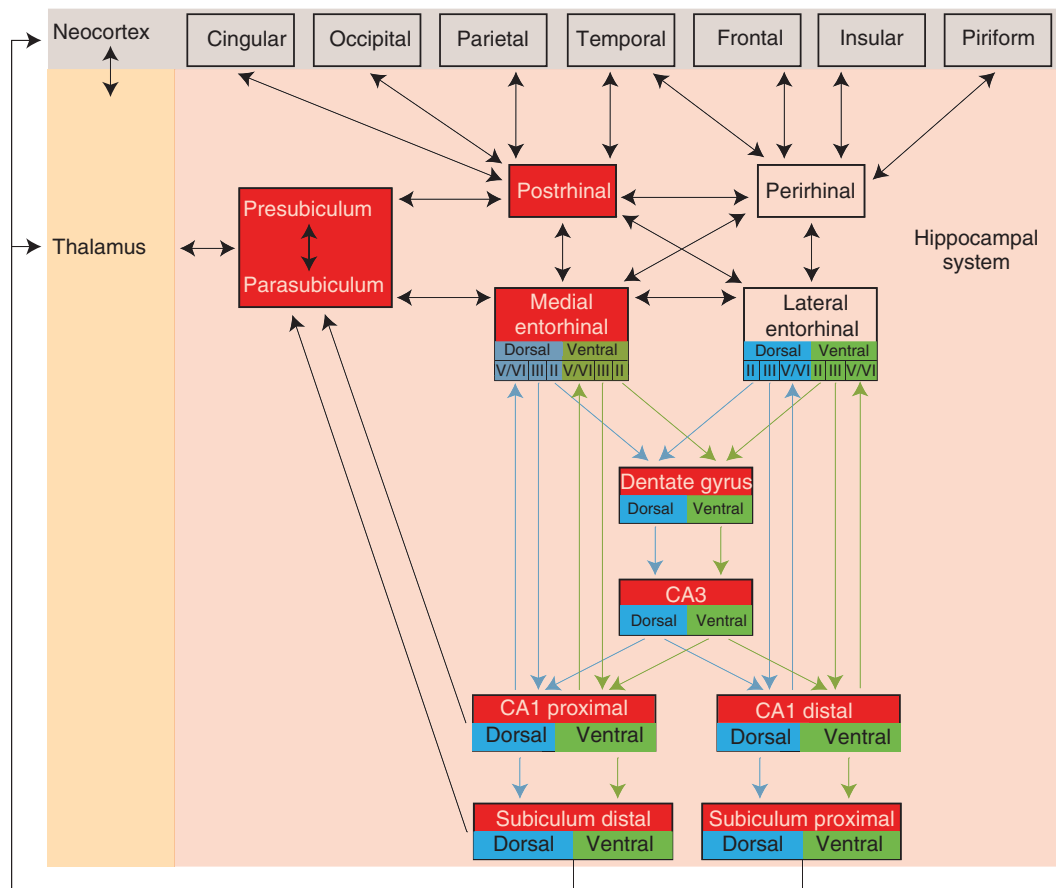 Neocortex
Cingular
Occipital
Parietal
Temporal
Frontal
Insular
Piriform
Postrhinal
Perirhinal
Presubiculum
Parasubiculum
Thalamus
Hippocampal
system
Medial
entorhinal
Dorsal Ventral
V/VI III II V/VI III II
Lateral
entorhinal
Dorsal Ventral
II III V/VI II III V/VI
Dentate gyrus
Dorsal Ventral
CA3
Dorsal Ventral
CA1 proximal
Dorsal Ventral
CA1 distal
Dorsal Ventral
Subiculum distal
Dorsal Ventral
Subiculum proximal
Dorsal Ventral